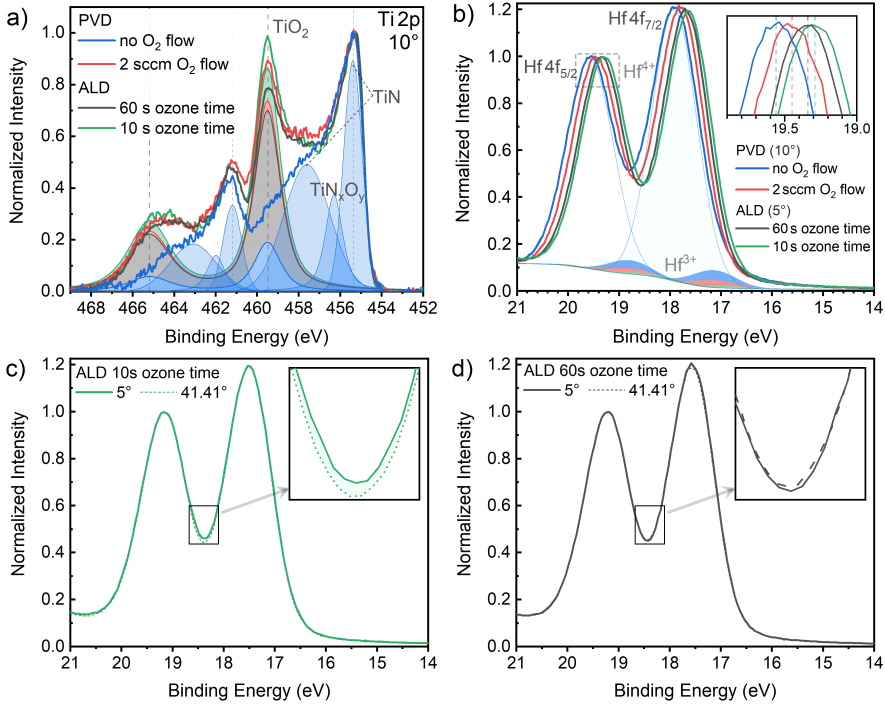 a)
PVD
no O₂ flow
2 sccm O₂ flow
ALD
60 s ozone time
10 s ozone time
TiO₂
Ti 2p
10°
TiN
TiNₓOᵧ
Normalized Intensity
1.0
0.8
0.6
0.4
0.2
0.0
468 466 464 462 460 458 456 454 452
Binding Energy (eV)
b)
Hf 4f₇/₂
Hf 4f₅/₂
Hf⁴⁺
Hf³⁺
19.5 19.0
PVD (10°)
no O₂ flow
2 sccm O₂ flow
ALD (5°)
60 s ozone time
10 s ozone time
Normalized Intensity
1.2
1.0
0.8
0.6
0.4
0.2
0.0
21 20 19 18 17 16 15 14
Binding Energy (eV)
c)
ALD 10s ozone time
5° 41.41°
Normalized Intensity
1.2
1.0
0.8
0.6
0.4
0.2
0.0
21 20 19 18 17 16 15 14
Binding Energy (eV)
d)
ALD 60s ozone time
5° 41.41°
Normalized Intensity
1.2
1.0
0.8
0.6
0.4
0.2
0.0
21 20 19 18 17 16 15 14
Binding Energy (eV)